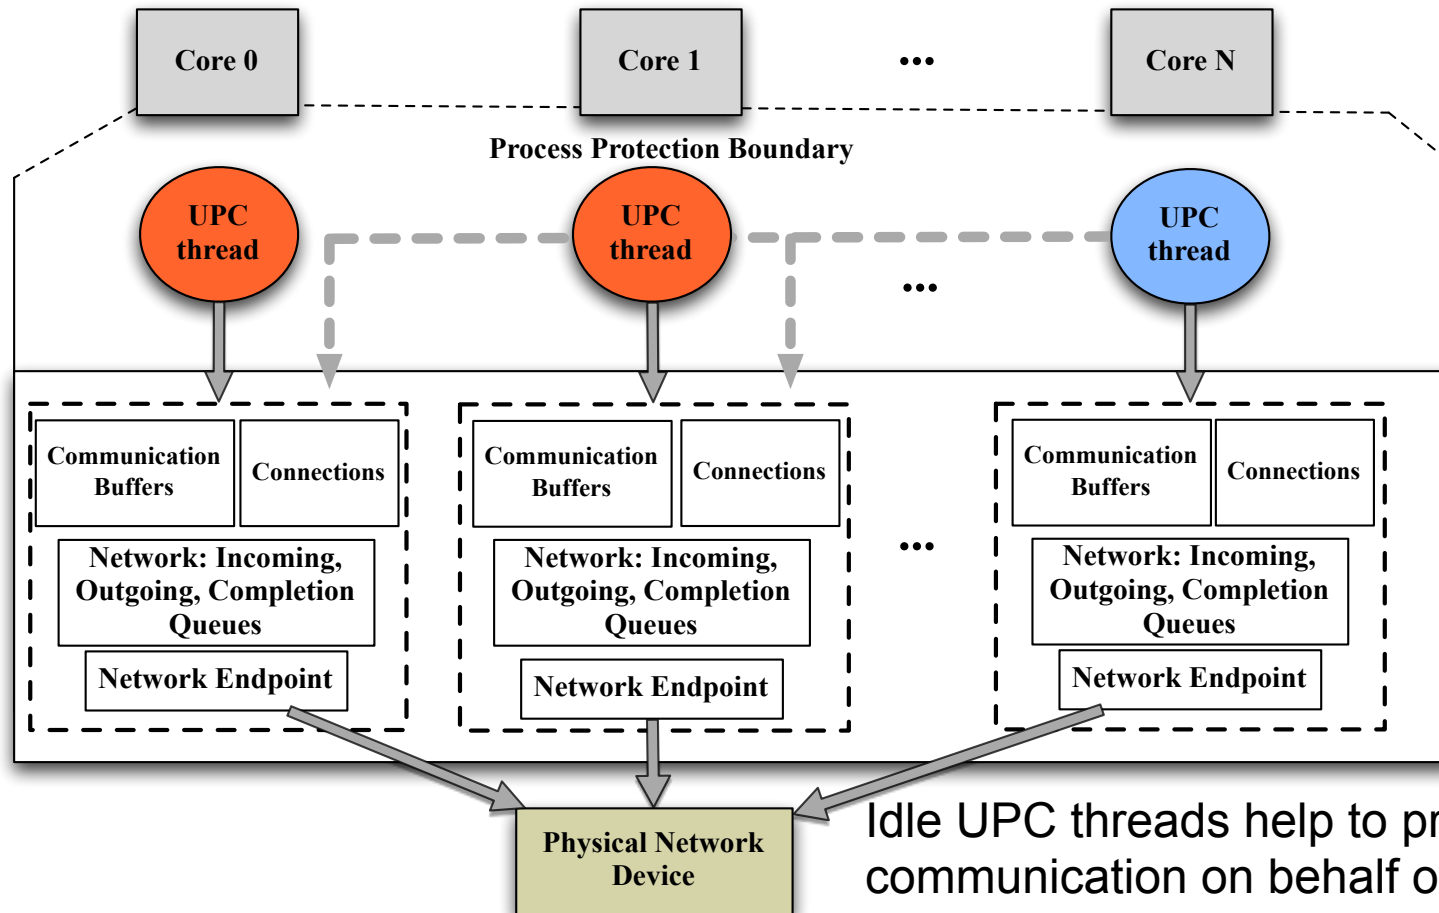 Core 0
Core 1
...
Core N
Process Protection Boundary
UPC
thread
UPC
thread
UPC
thread
...
Communication
Buffers
Connections
Network: Incoming,
Outgoing, Completion
Queues
Network Endpoint
Communication
Buffers
Connections
Network: Incoming,
Outgoing, Completion
Queues
Network Endpoint
...
Communication
Buffers
Connections
Network: Incoming,
Outgoing, Completion
Queues
Network Endpoint
Physical Network
Device
Idle UPC threads help to
communication on behalf